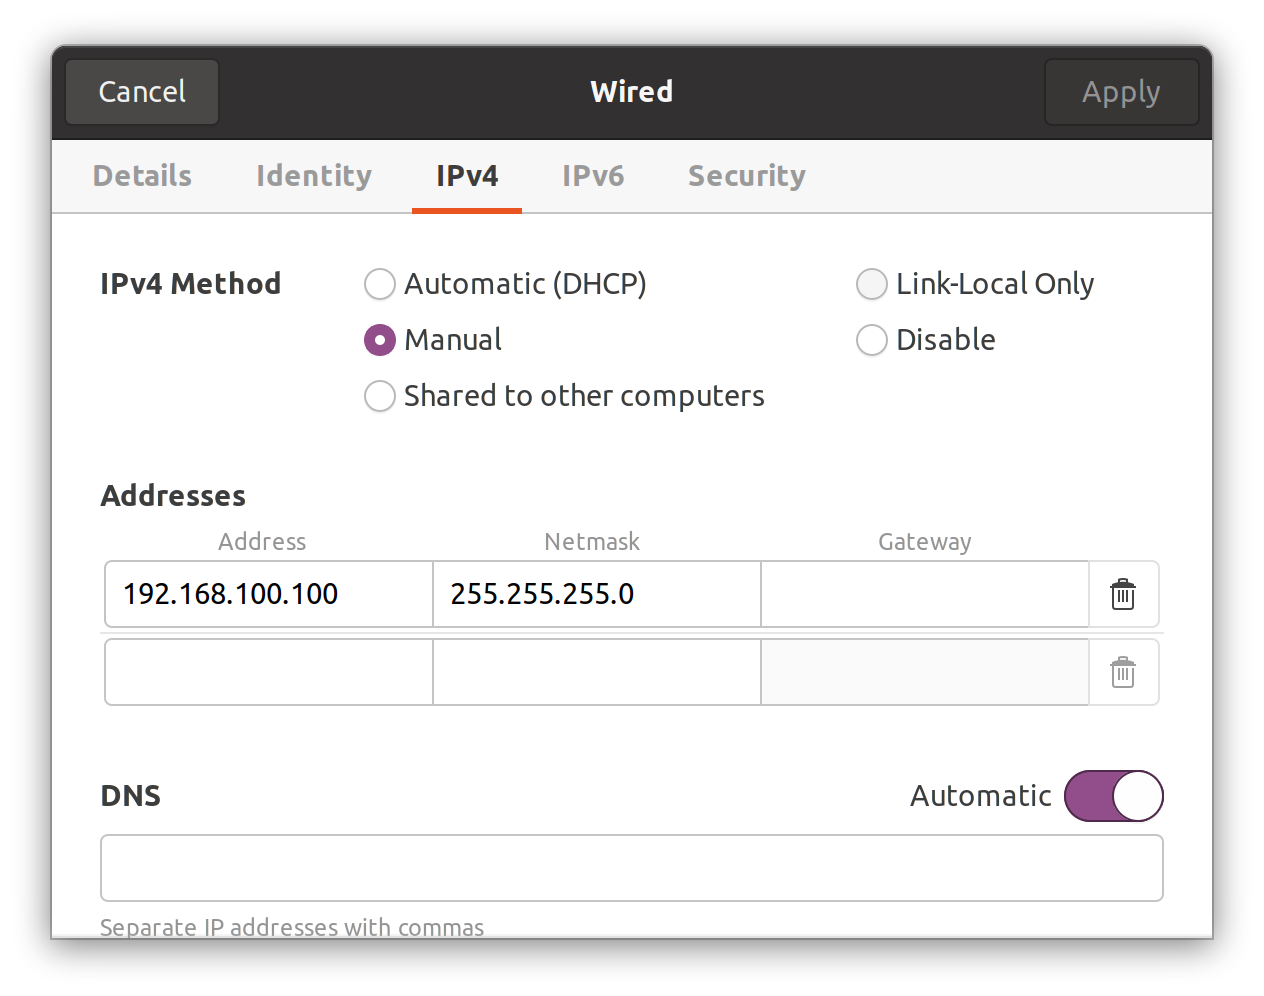 Cancel Wired Apply
Details Identity IPv4 IPv6 Security
IPv4 Method Automatic (DHCP) Link-Local Only
Manual Disable
Shared to other computers
Addresses
Address Netmask Gateway
192.168.100.100 255.255.255.0
DNS Automatic
Separate IP addresses with commas